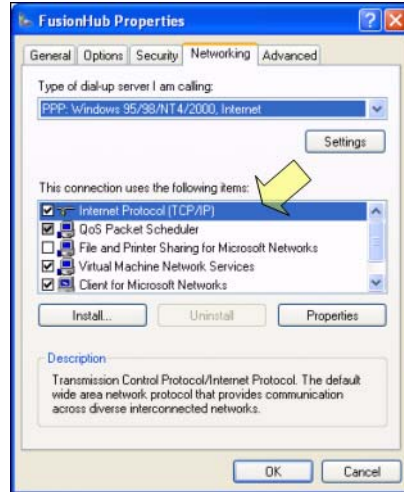 FusionHub Properties
General Options Security Networking Advanced
Type of dial-up server I am calling:
PPP: Windows 95/98/NT4/2000, Internet
Settings
This connection uses the following items:
Internet Protocol (TCP/IP)
QoS Packet Scheduler
File and Printer Sharing for Microsoft Networks
Virtual Machine Network Services
Client for Microsoft Networks
Install... Uninstall Properties
Description
Transmission Control Protocol/Internet Protocol. The default
wide area network protocol that provides communication
across diverse interconnected networks.
OK Cancel